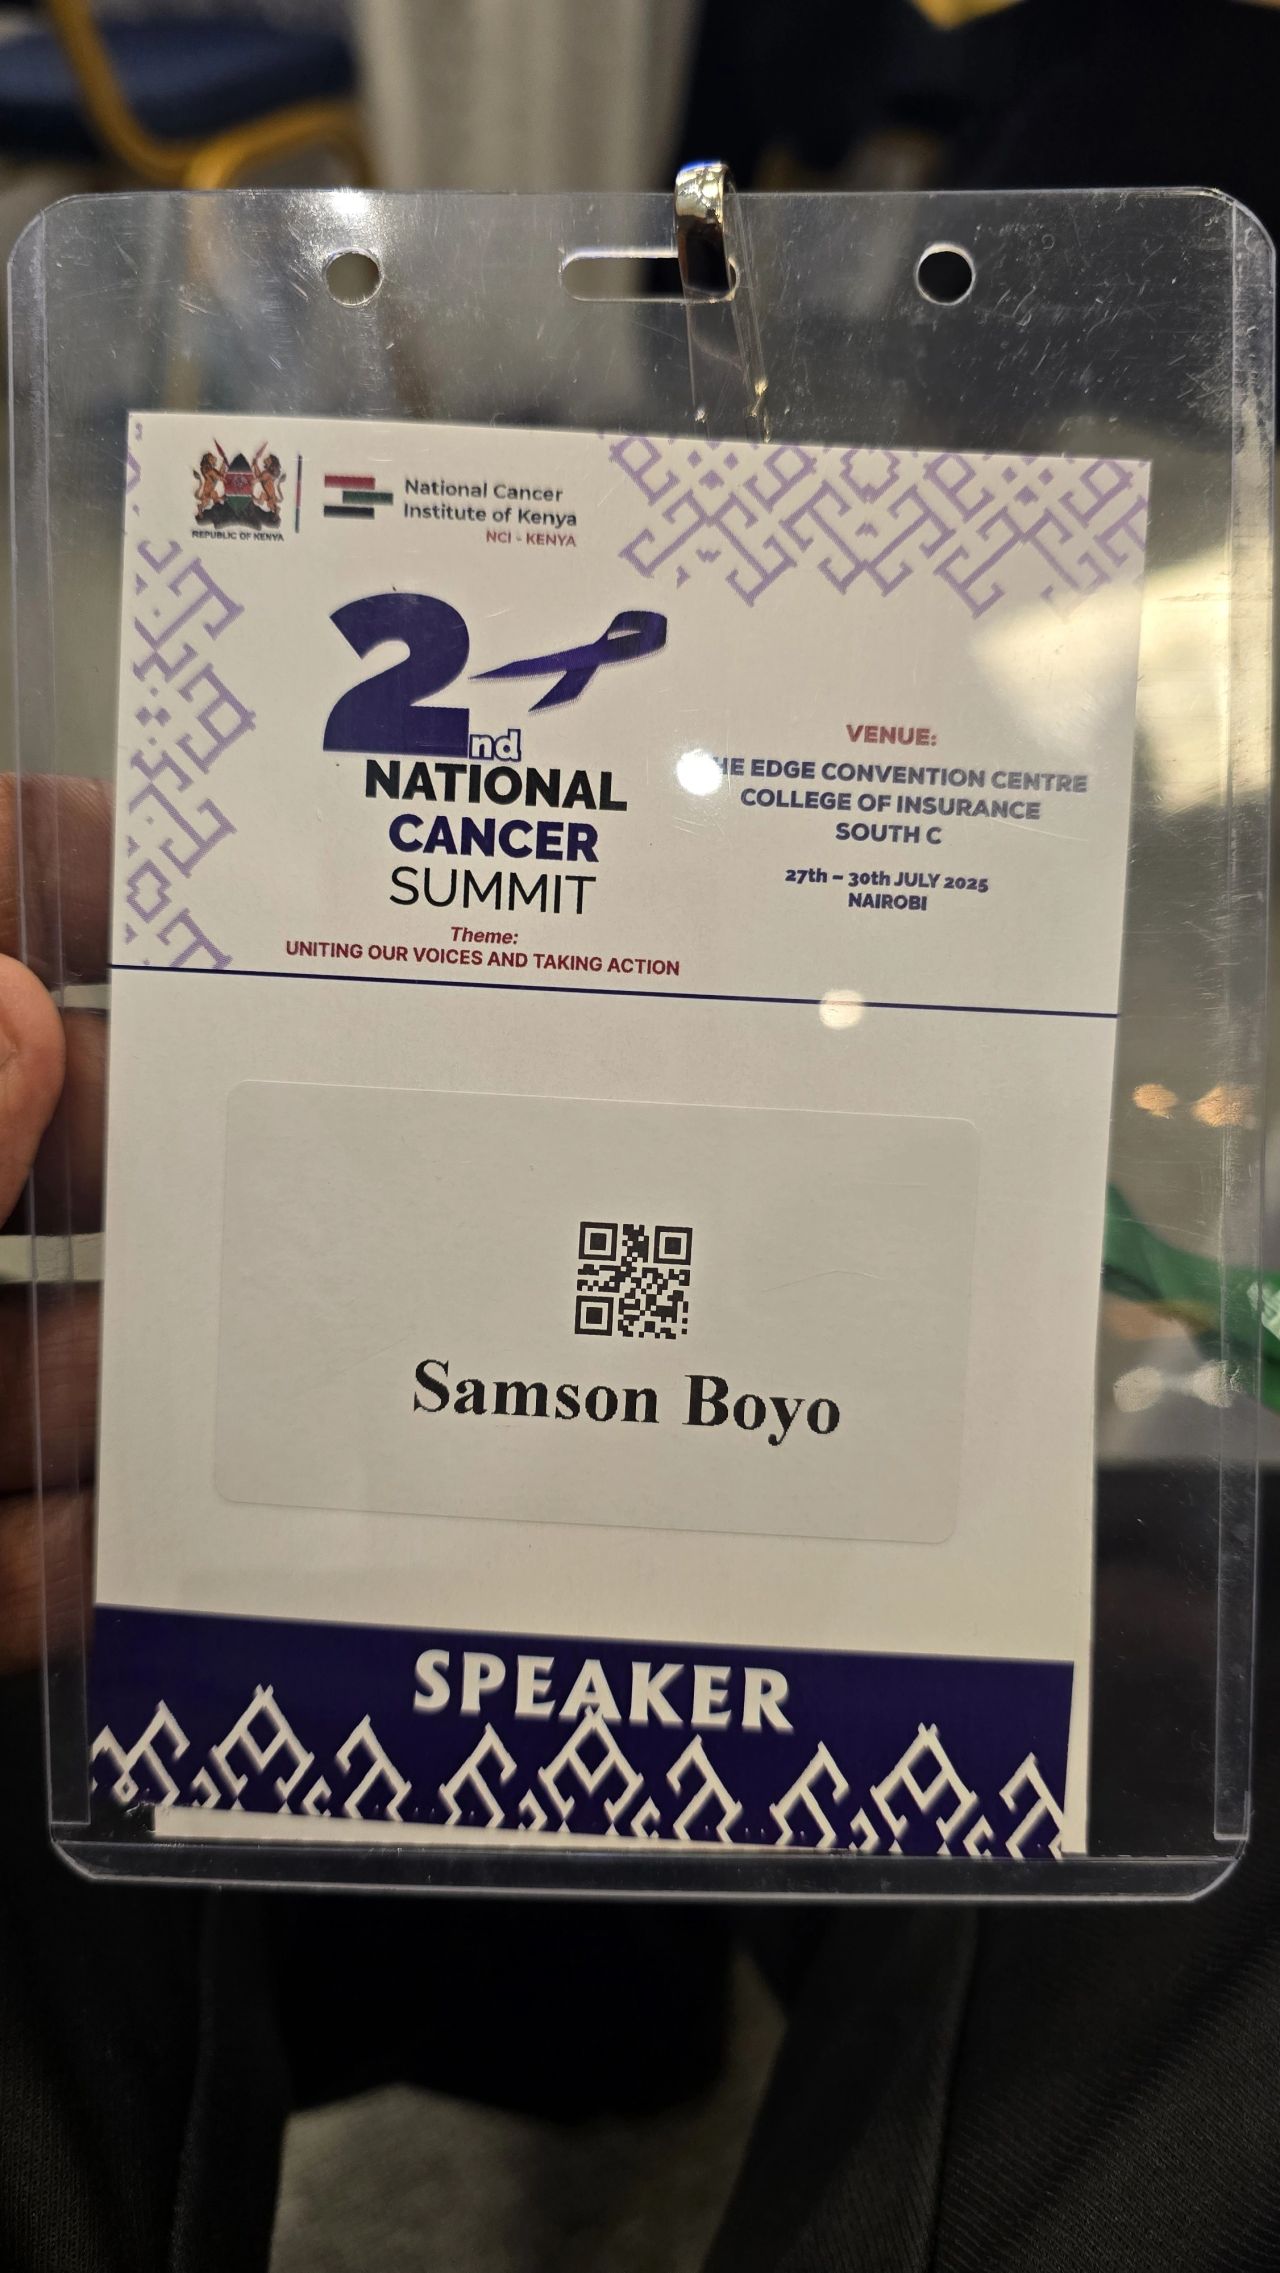 REPUBLIC OF KENYA
National Cancer
Institute of Kenya
NCI - KENYA
2nd
NATIONAL
CANCER
SUMMIT
Theme:
UNITING OUR VOICES AND TAKING ACTION
VENUE:
THE EDGE CONVENTION CENTRE
COLLEGE OF INSURANCE
SOUTH C
27th – 30th JULY 2025
NAIROBI
Samson Boyo
SPEAKER